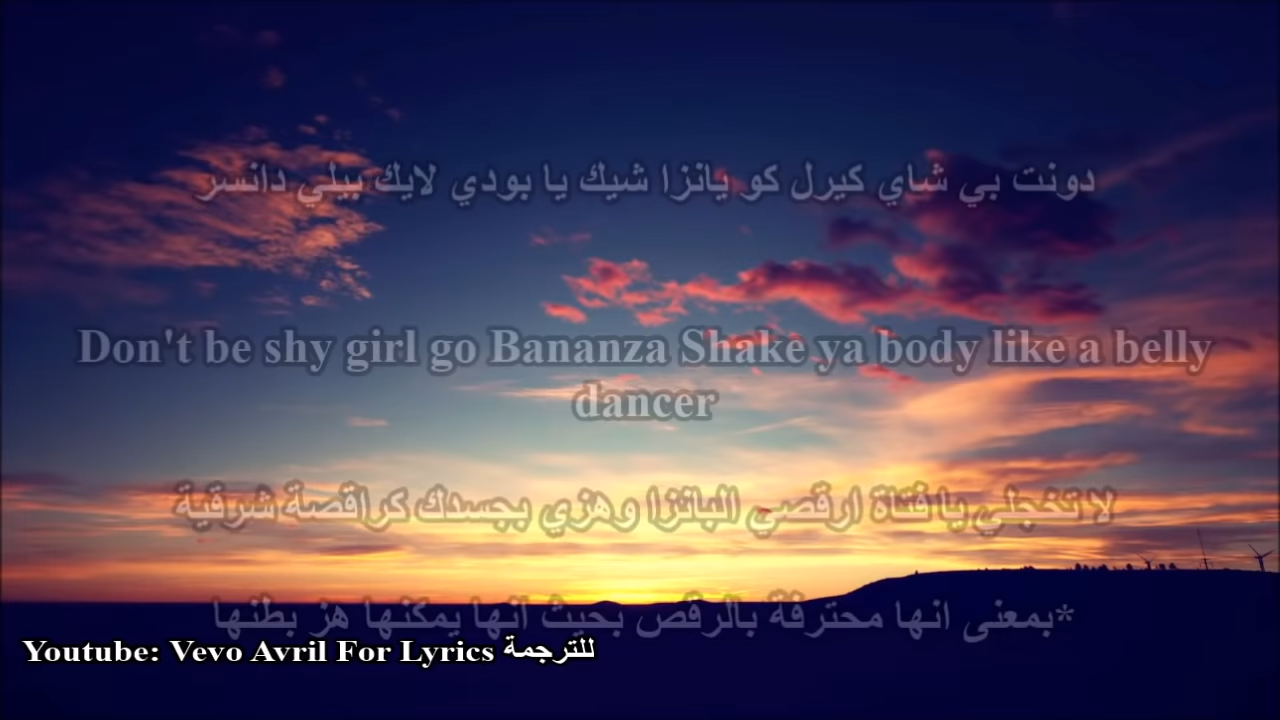 دونت بي شاي كيرل كو بانزا شيك يا بودي لايك بيلي دانسر
Don't be shy girl go Bananza Shake ya body like a belly
dancer
لا تخجلي يا فتاة ارقصي البانزا وهزي بجسدك كراقصة شرقية
*بمعنى انها محترفة بالرقص بحيث انها يمكنها هز بطنها
Youtube: Vevo Avril For Lyrics للترجمة